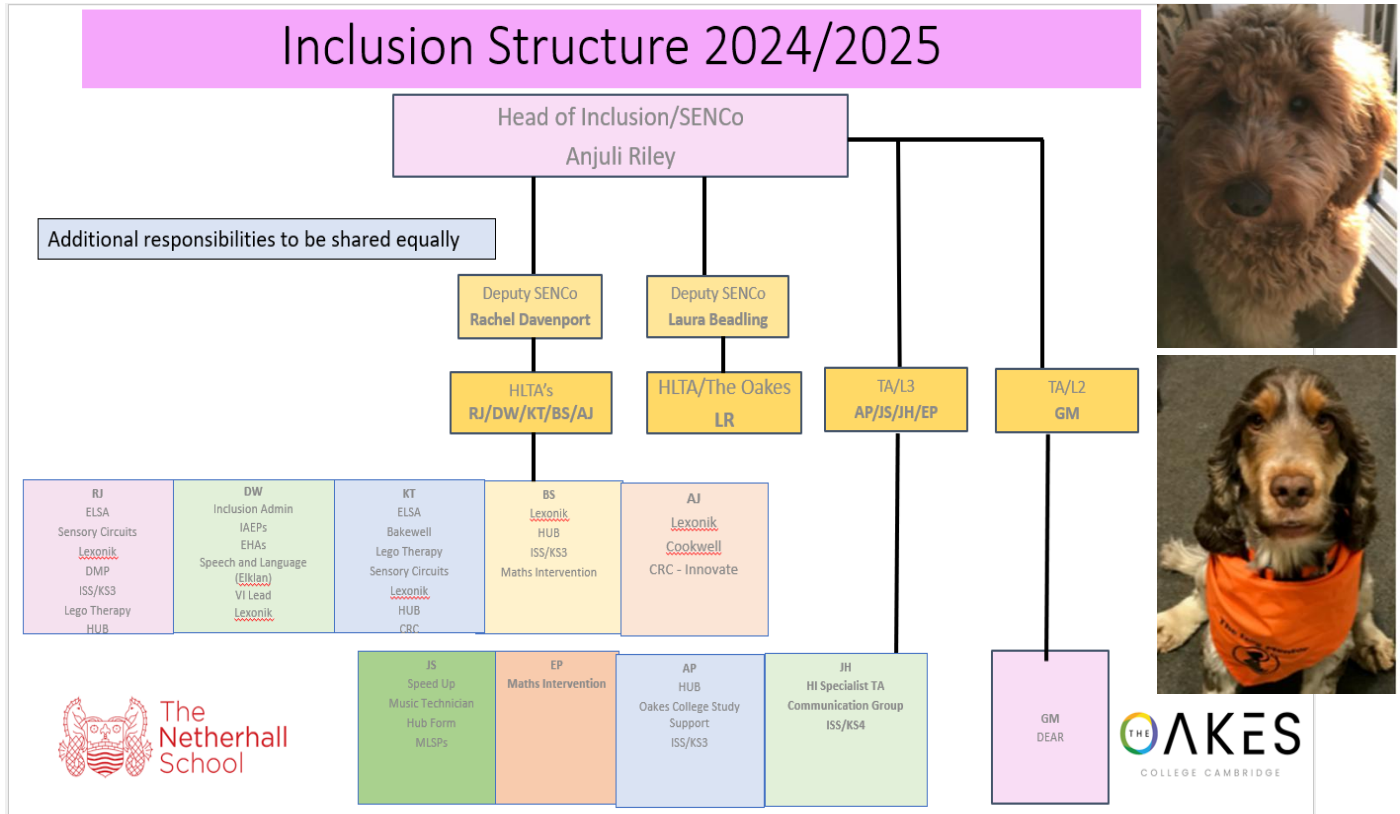 Inclusion Structure 2024/2025
Head of Inclusion/SENCo
Anjuli Riley
Additional responsibilities to be shared equally
Deputy SENCo
Rachel Davenport
Deputy SENCo
Laura Beadling
HLTA's
RJ/DW/KT/BS/AJ
HLTA/The Oakes
LR
TA/L3
AP/JS/JH/EP
TA/L2
GM
RJ
ELSA
Sensory Circuits
Lexonik
DMP
ISS/KS3
Lego Therapy
HUB
DW
Inclusion Admin
IAEPs
EHAs
Speech and Language
(Elklan)
VI Lead
Lexonik
KT
ELSA
Bakewell
Lego Therapy
Sensory Circuits
Lexonik
HUB
CRC
BS
Lexonik
HUB
ISS/KS3
Maths Intervention
AJ
Lexonik
Cookwell
CRC - Innovate
JS
Speed Up
Music Technician
Hub Form
MLSPs
EP
Maths Intervention
AP
HUB
Oakes College Study
Support
ISS/KS3
JH
HI Specialist TA
Communication Group
ISS/KS4
GM
DEAR
The
Netherhall
School
THE OAKES
COLLEGE CAMBRIDGE